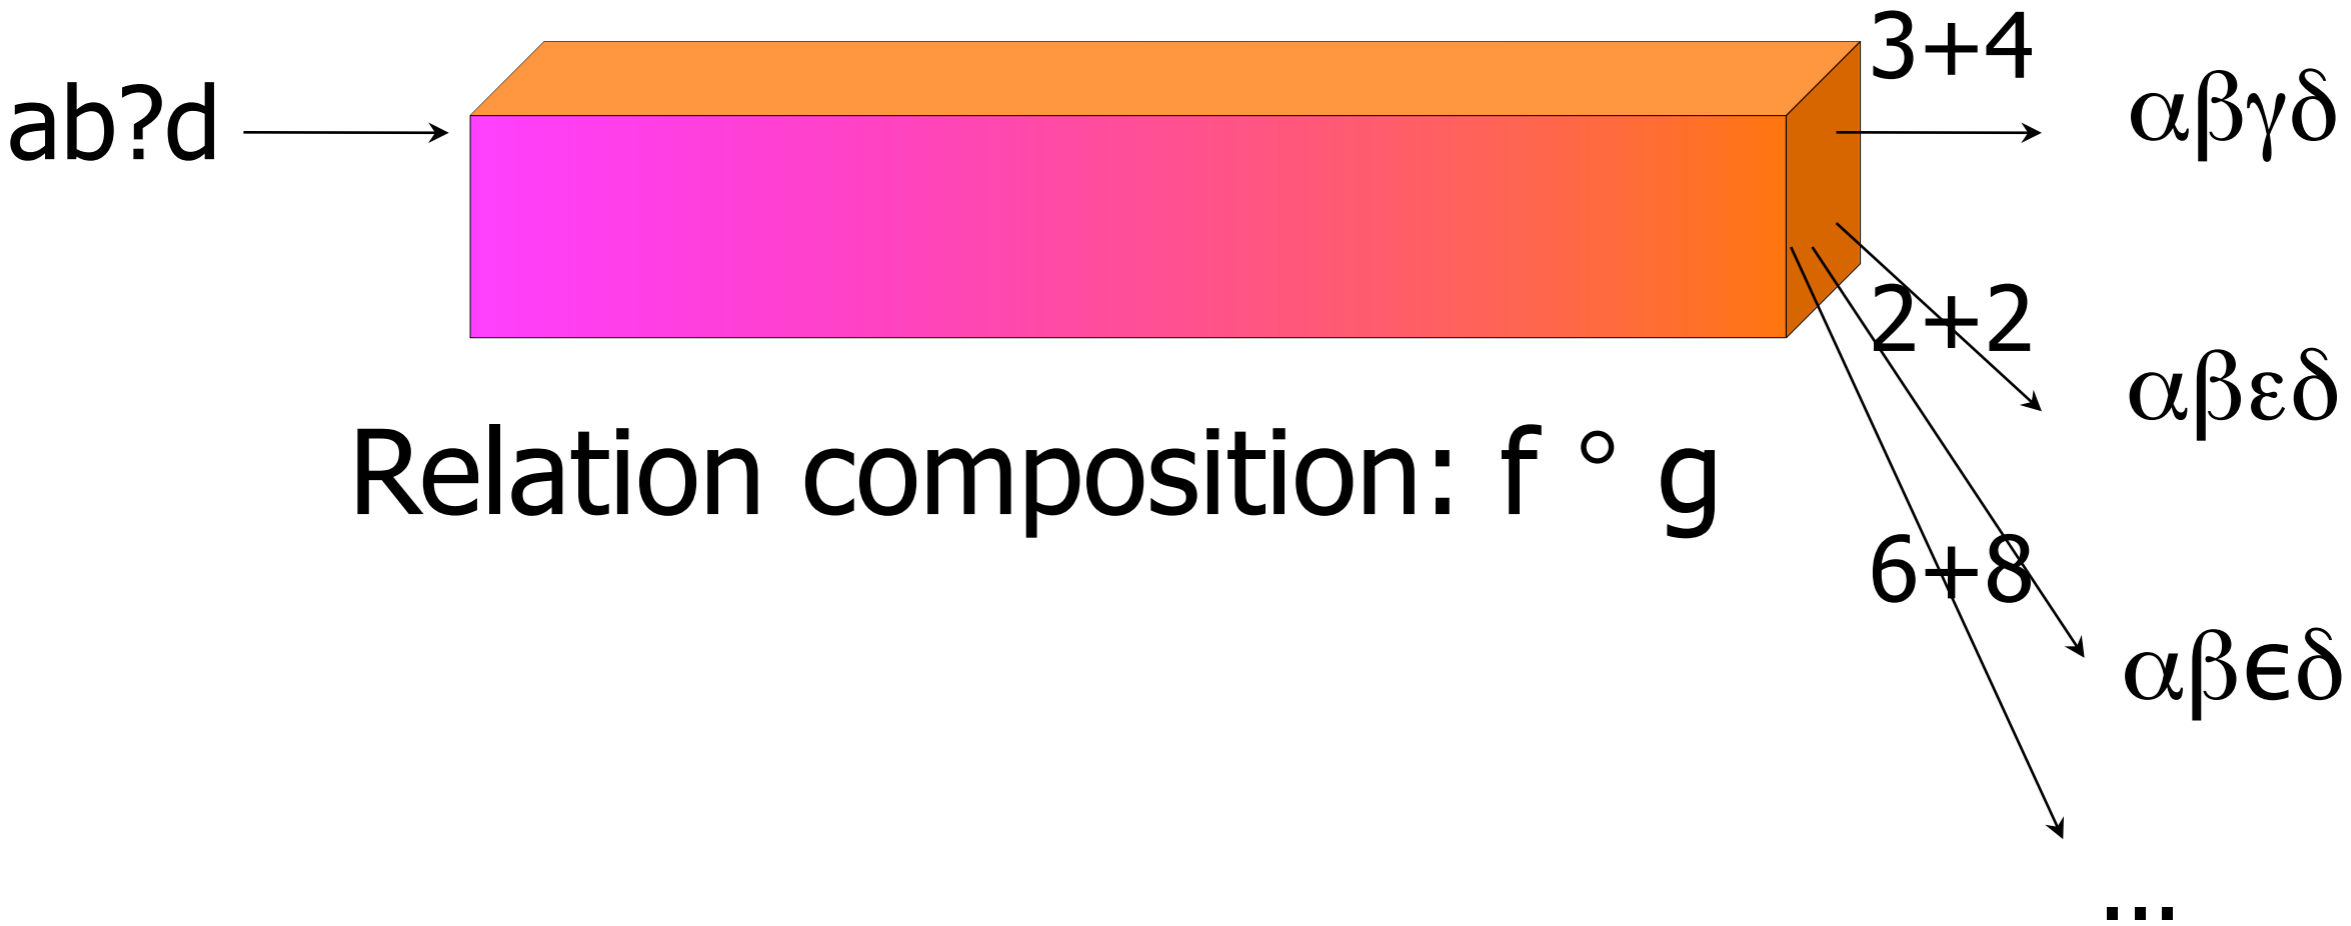 3+4
ab?d
αβγδ
2+2
αβεδ
Relation composition: f ° g
6+8
αβϵδ
...